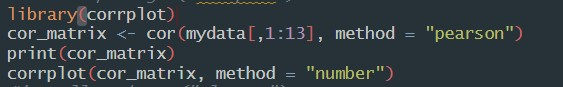 library(corrplot)
cor_matrix <- cor(mydata[,1:13], method = "pearson")
print(cor_matrix)
corrplot(cor_matrix, method = "number")